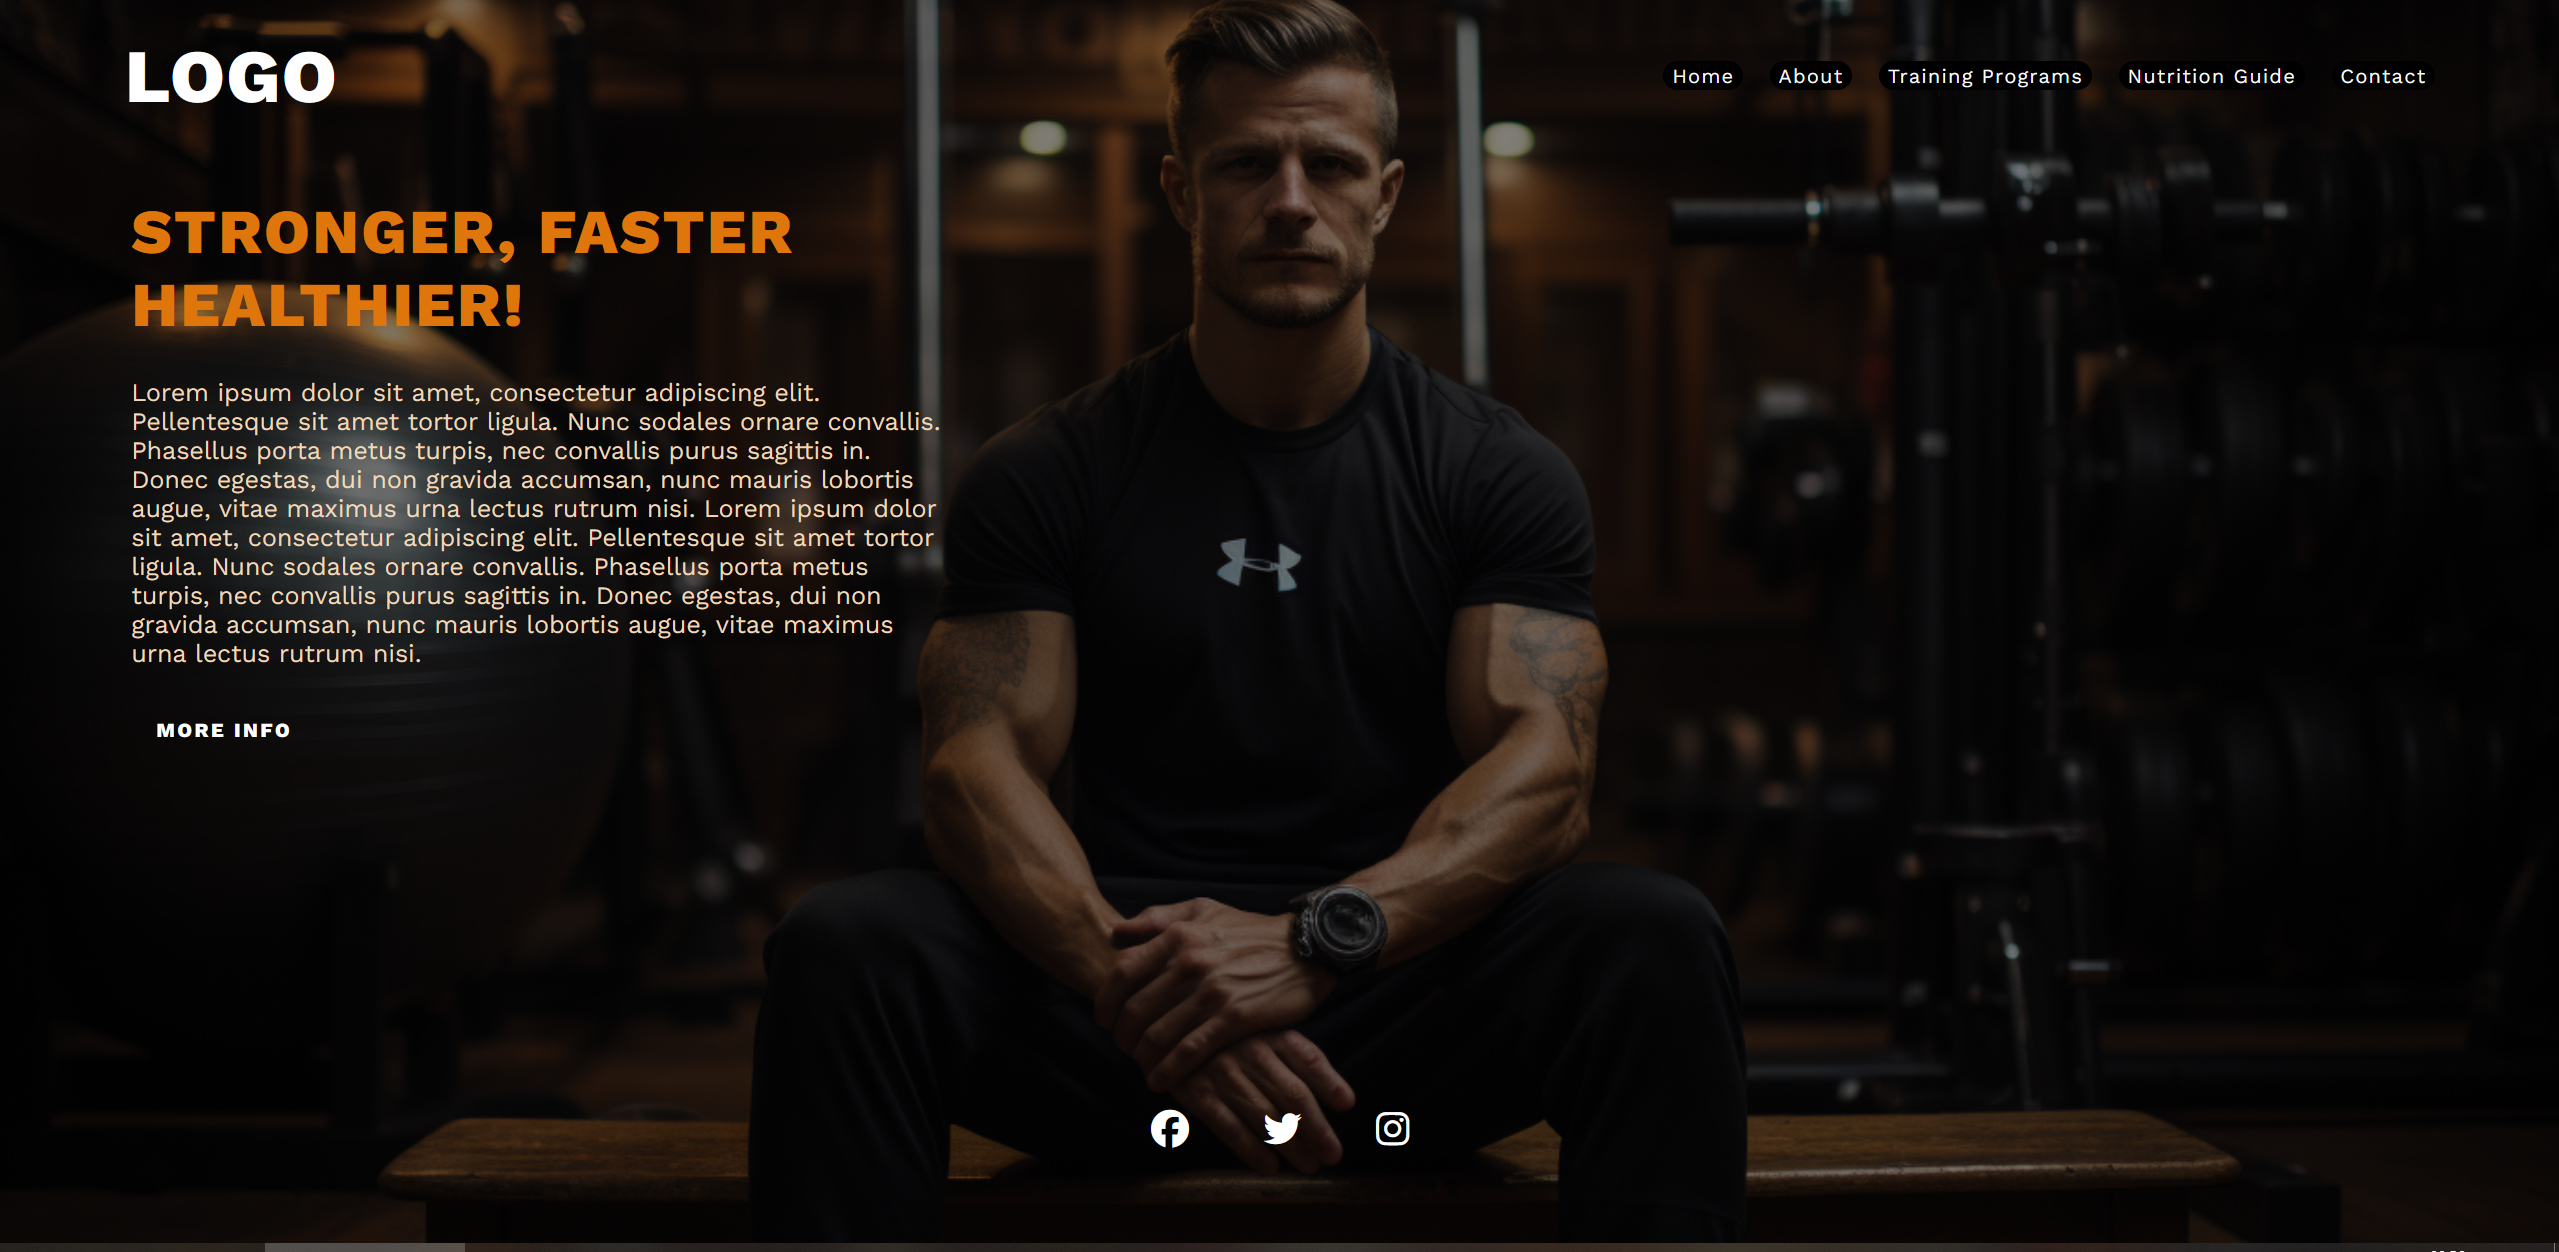 LOGO
Home About Training Programs Nutrition Guide Contact
STRONGER, FASTER
HEALTHIER!
Lorem ipsum dolor sit amet, consectetur adipiscing elit.
Pellentesque sit amet tortor ligula. Nunc sodales ornare convallis.
Phasellus porta metus turpis, nec convallis purus sagittis in.
Donec egestas, dui non gravida accumsan, nunc mauris lobortis
augue, vitae maximus urna lectus rutrum nisi. Lorem ipsum dolor
sit amet, consectetur adipiscing elit. Pellentesque sit amet tortor
ligula. Nunc sodales ornare convallis. Phasellus porta metus
turpis, nec convallis purus sagittis in. Donec egestas, dui non
gravida accumsan, nunc mauris lobortis augue, vitae maximus
urna lectus rutrum nisi.
MORE INFO